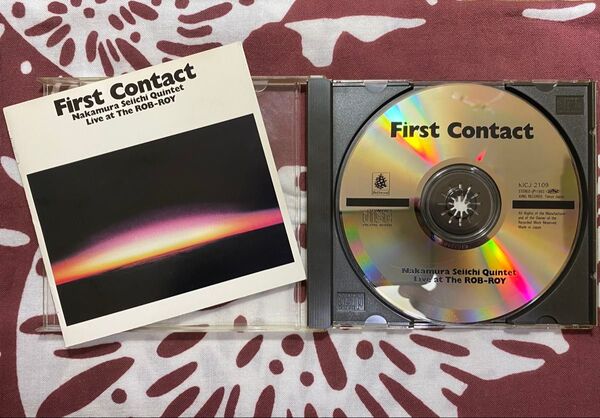 First Contact
Nakamura Seiichi Quintet
Live at The ROB-ROY
First Contact
KICJ 2109
KING RECORDS
All Rights of the Manufacturer
and of the Owner of the
Recorded Work Reserved
Made in Japan
Nakamura Seiichi Quintet
Live at The ROB-ROY